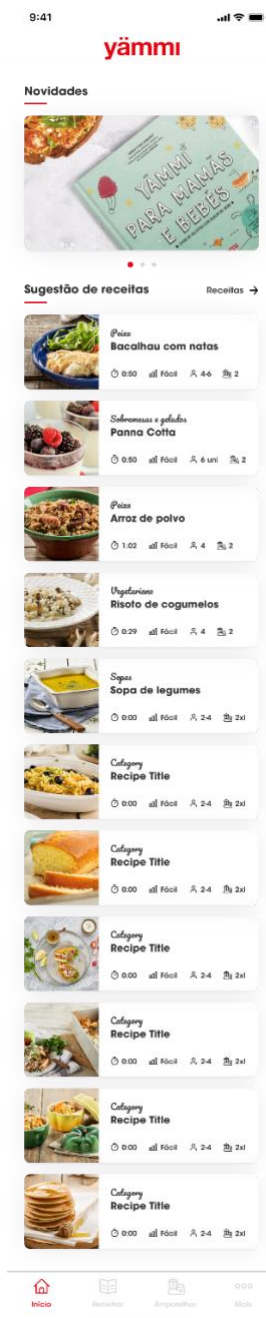 9:41
yämmı
Novidades
YÄMMI
PARA MAMÃS
E BEBÉS
Sugestão de receitas
Receitas →
Peixe
Bacalhau com natas
0:50 Fácil 4-6 2
Sobremesas e gelados
Panna Cotta
0:50 Fácil 6 uni 2
Peixe
Arroz de polvo
1:02 Fácil 4 2
Vegetariano
Risoto de cogumelos
0:29 Fácil 4 2
Sopas
Sopa de legumes
0:00 Fácil 2-4 2xl
Category
Recipe Title
0:00 Fácil 2-4 2xl
Category
Recipe Title
0:00 Fácil 2-4 2xl
Category
Recipe Title
0:00 Fácil 2-4 2xl
Category
Recipe Title
0:00 Fácil 2-4 2xl
Category
Recipe Title
0:00 Fácil 2-4 2xl
Category
Recipe Title
0:00 Fácil 2-4 2xl
Início Receitas Emparelhar Mais